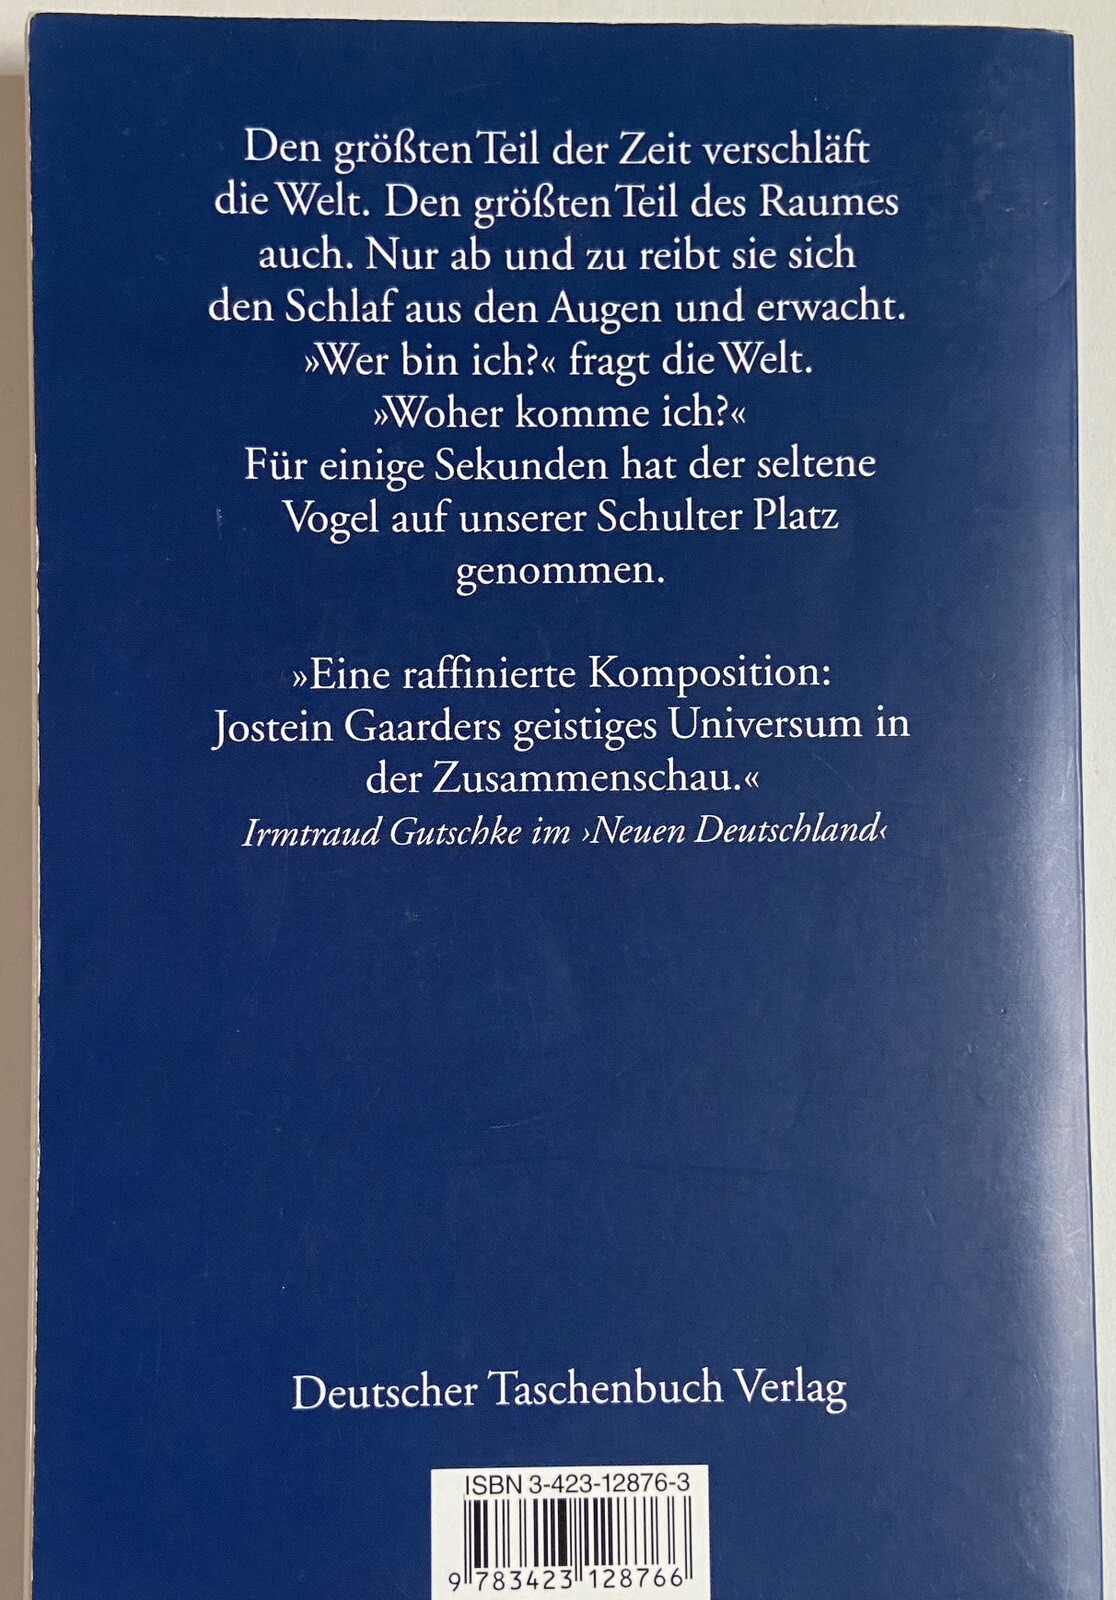 Den größten Teil der Zeit verschläft
die Welt. Den größten Teil des Raumes
auch. Nur ab und zu reibt sie sich
den Schlaf aus den Augen und erwacht.
»Wer bin ich?« fragt die Welt.
»Woher komme ich?«
Für einige Sekunden hat der seltene
Vogel auf unserer Schulter Platz
genommen.
»Eine raffinierte Komposition:
Jostein Gaarders geistiges Universum in
der Zusammenschau.«
Irmtraud Gutschke im ›Neuen Deutschland‹
Deutscher Taschenbuch Verlag
ISBN 3-423-12876-3
9 783423 128766